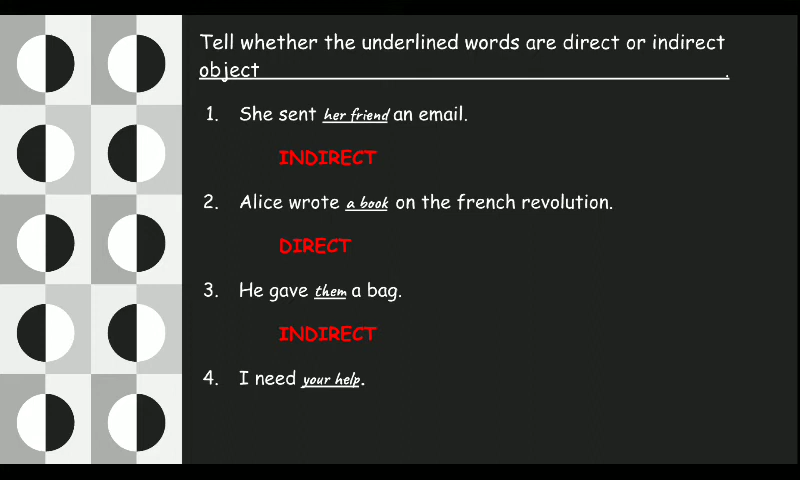 Tell whether the underlined words are direct or indirect
object.
1. She sent her friend an email.
INDIRECT
2. Alice wrote a book on the french revolution.
DIRECT
3. He gave them a bag.
INDIRECT
4. I need your help.